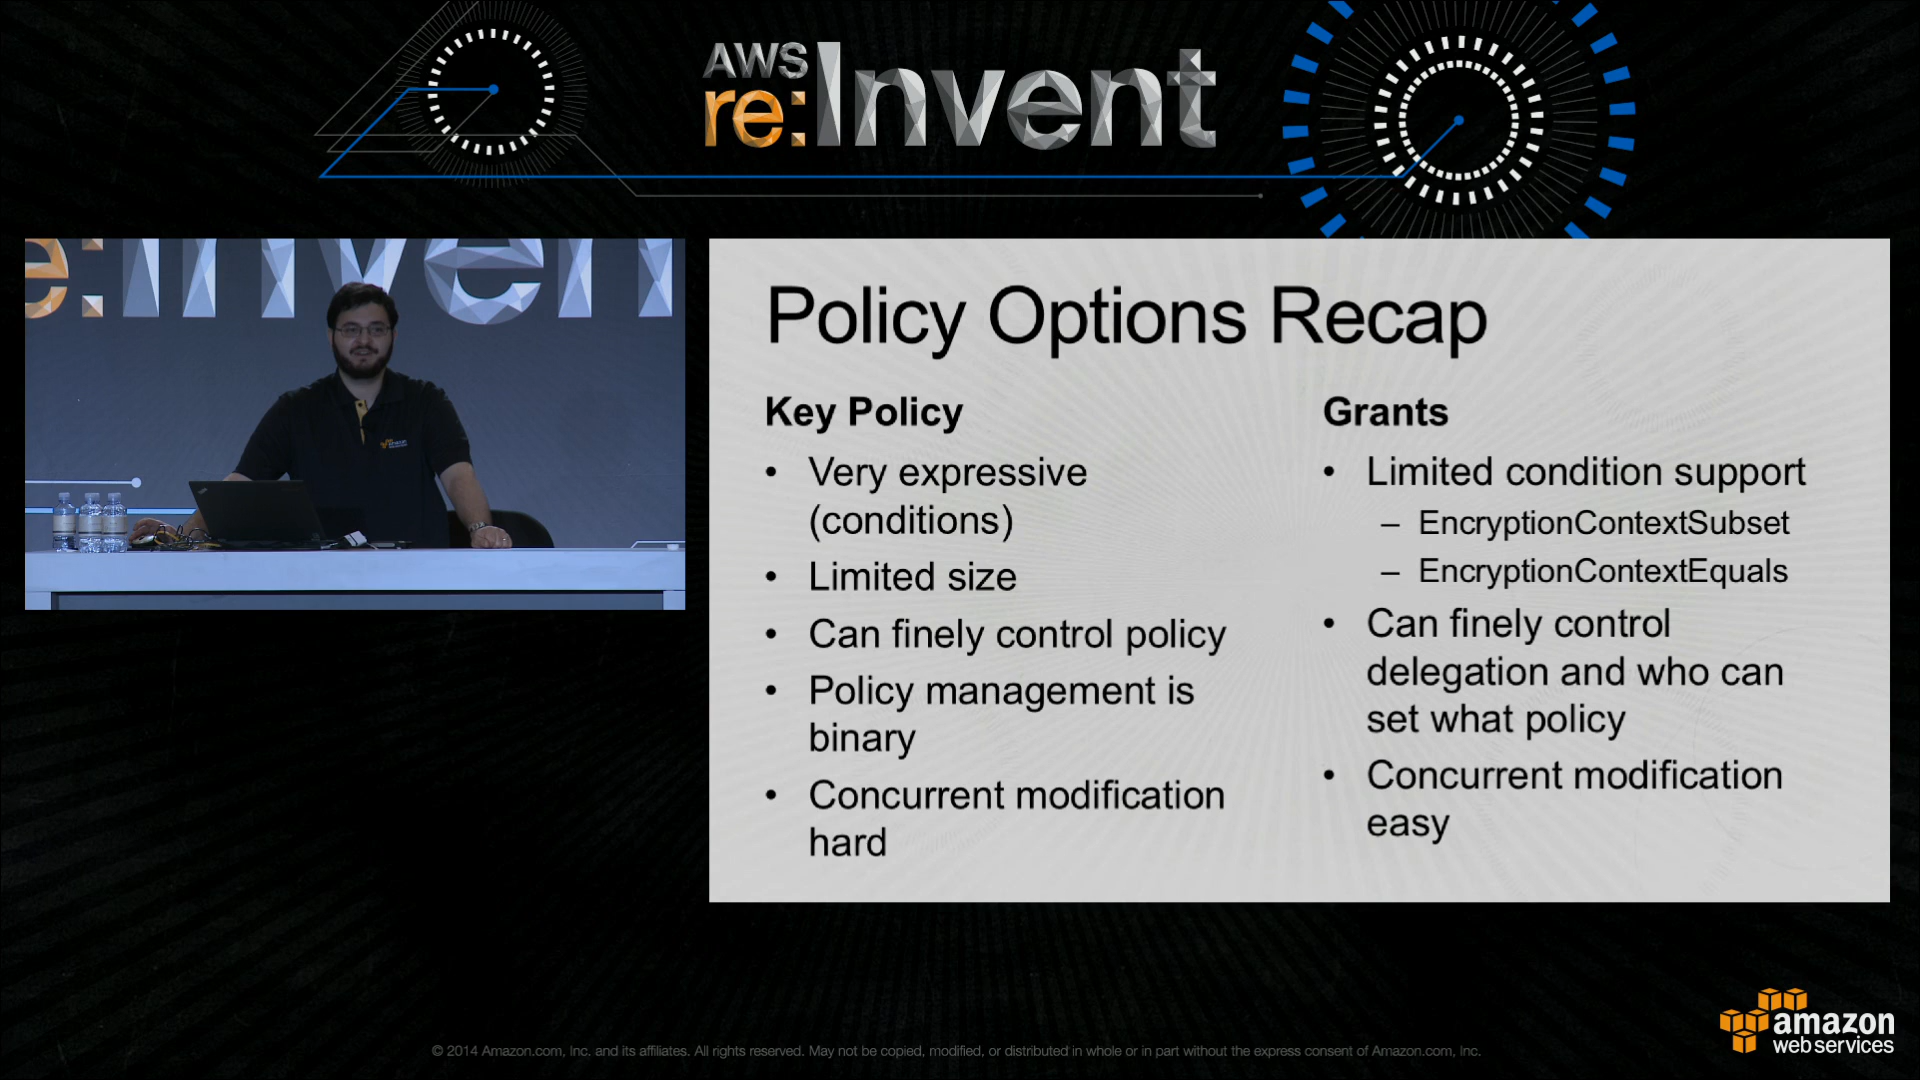 AWS
re:Invent
e:Inven
Policy Options Recap
Key Policy
• Very expressive
(conditions)
• Limited size
• Can finely control policy
• Policy management is
binary
• Concurrent modification
hard
Grants
• Limited condition support
– EncryptionContextSubset
– EncryptionContextEquals
• Can finely control
delegation and who can
set what policy
• Concurrent modification
easy
amazon
web services
© 2014 Amazon.com, Inc. and its affiliates. All rights reserved. May not be copied, modified, or distributed in whole or in part without the express consent of Amazon.com, Inc.